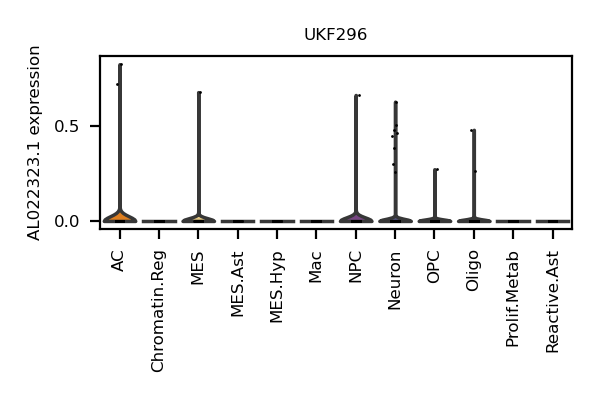 UKF296
AL022323.1 expression
0.5
0.0
AC
Chromatin.Reg
MES
MES.Ast
MES.Hyp
Mac
NPC
Neuron
OPC
Oligo
Prolif.Metab
Reactive.Ast